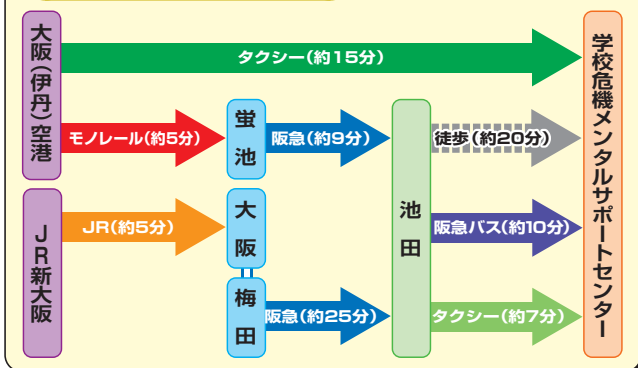 大阪(伊丹)空港
タクシー(約15分)
モノレール(約5分)
蛍池
阪急(約9分)
徒歩(約20分)
JR新大阪
JR(約5分)
大阪
梅田
阪急(約25分)
池田
阪急バス(約10分)
タクシー(約7分)
学校危機メンタルサポートセンター